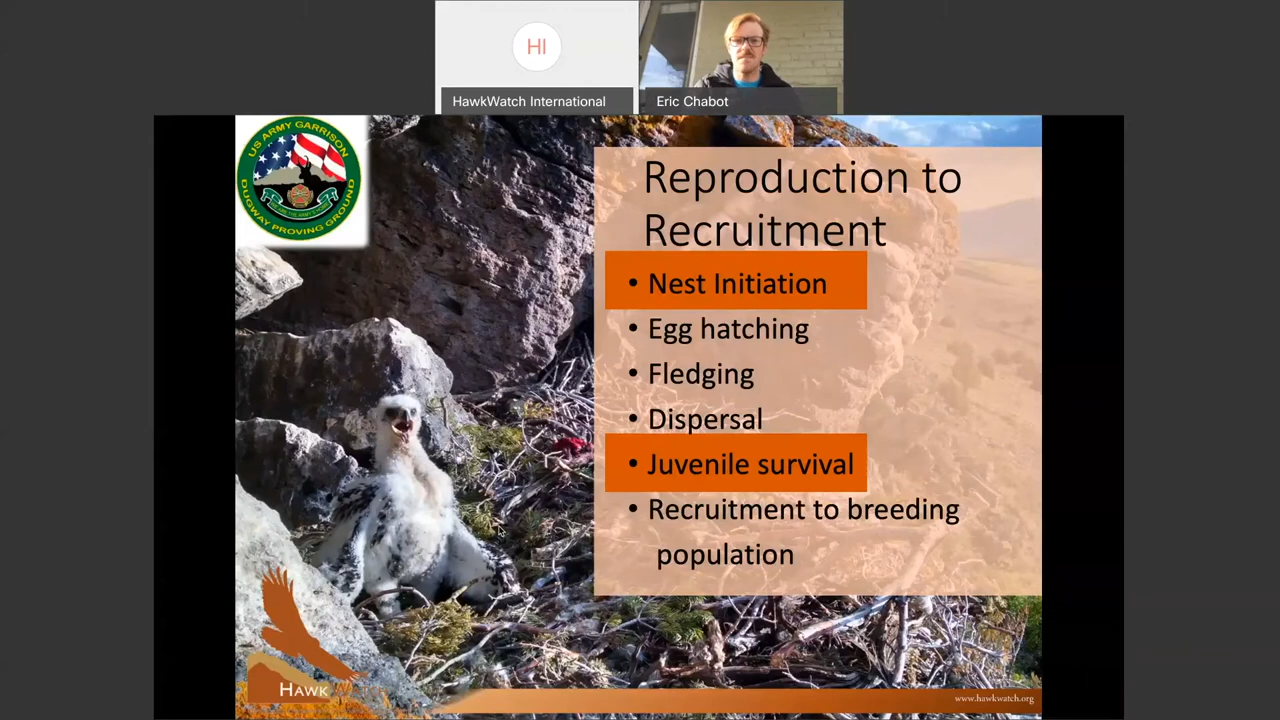 HI
HawkWatch International
Eric Chabot
US ARMY GARRISON
DUGWAY PROVING GROUND
Reproduction to
Recruitment
• Nest Initiation
• Egg hatching
• Fledging
• Dispersal
• Juvenile survival
• Recruitment to breeding
population
HAWK
www.hawkwatch.org